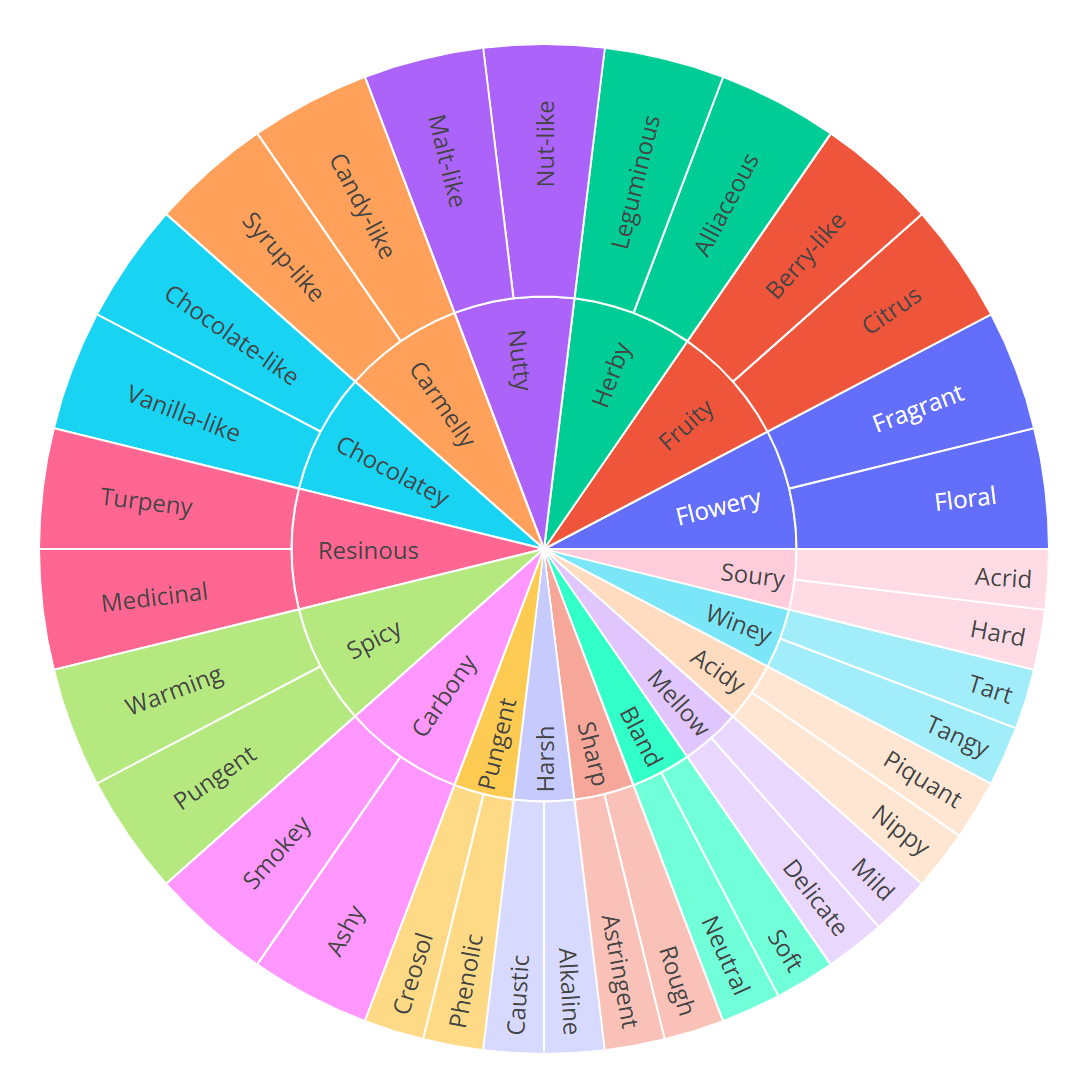 Nut-like
Leguminous
Alliaceous
Berry-like
Citrus
Fragrant
Floral
Malt-like
Candy-like
Syrup-like
Chocolate-like
Vanilla-like
Turpeny
Medicinal
Warming
Pungent
Smokey
Ashy
Nutty
Herby
Fruity
Flowery
Carmelly
Chocolatey
Resinous
Spicy
Carbony
Pungent
Harsh
Sharp
Bland
Mellow
Acidy
Winey
Soury
Acrid
Hard
Tart
Tangy
Piquant
Nippy
Mild
Delicate
Soft
Neutral
Rough
Astringent
Alkaline
Caustic
Phenolic
Creosol